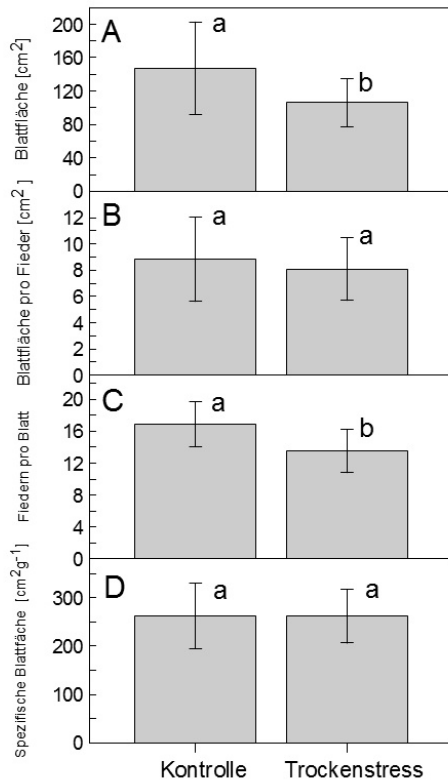 A
Blattfläche [cm²]
200
160
120
80
40
0
a
b
B
Blattfläche pro Fieder [cm²]
12
10
8
6
4
2
0
a
a
C
Fiedern pro Blatt
20
16
12
8
4
0
a
b
D
Spezifische Blattfäche [cm²g⁻¹]
300
200
100
0
a
a
Kontrolle
Trockenstress